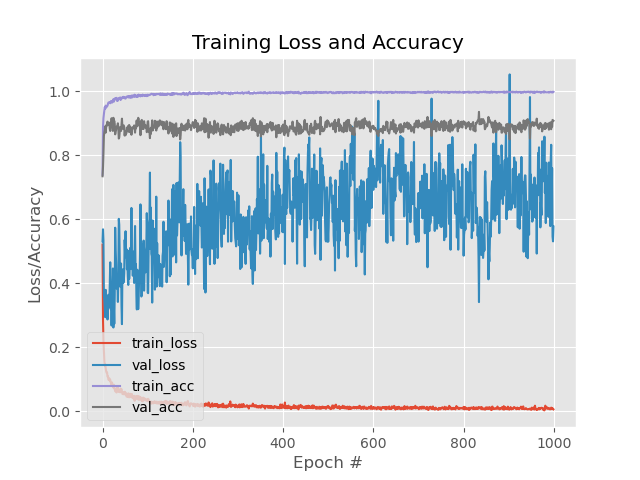 Training Loss and Accuracy
Loss/Accuracy
1.0
0.8
0.6
0.4
0.2
0.0
train_loss
val_loss
train_acc
val_acc
0
200
400
600
800
1000
Epoch #